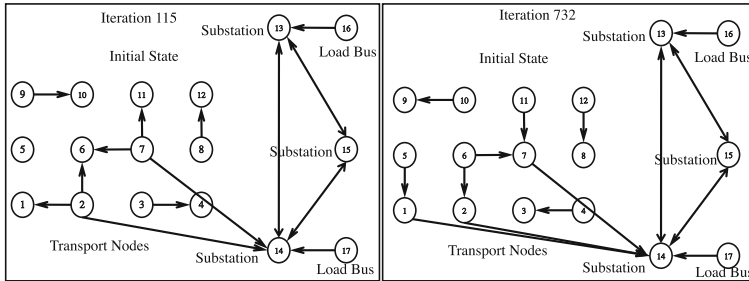 Iteration 115
13
16
Substation
Load Bus
Initial State
9
10
11
12
5
6
7
8
Substation
15
1
2
3
4
Transport Nodes
Substation
14
17
Load Bus
Iteration 732
13
16
Substation
Load Bus
Initial State
9
10
11
12
5
6
7
8
Substation
15
1
2
3
4
Transport Nodes
Substation
14
17
Load Bus